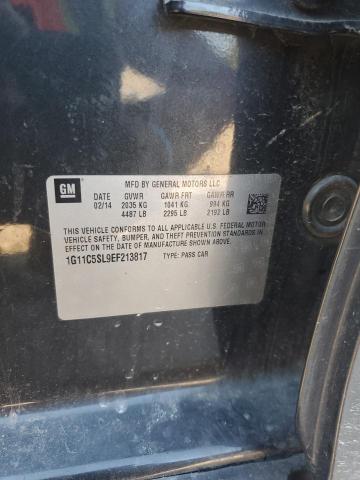 GM
MFD BY GENERAL MOTORS LLC
DATE GVWR GAWR FRT GAWR RR
02/14 2035 KG 1041 KG 994 KG
4487 LB 2295 LB 2192 LB
THIS VEHICLE CONFORMS TO ALL APPLICABLE U.S. FEDERAL MOTOR
VEHICLE SAFETY, BUMPER, AND THEFT PREVENTION STANDARDS
IN EFFECT ON THE DATE OF MANUFACTURE SHOWN ABOVE.
1G11C5SL9EF213817 TYPE: PASS CAR